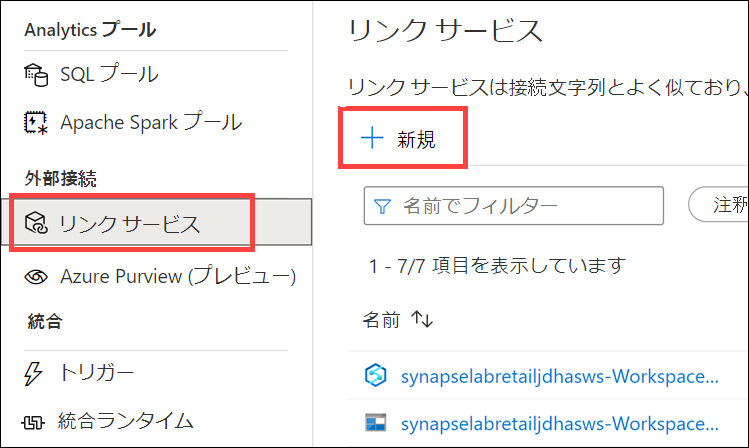 Analytics プール
SQL プール
Apache Spark プール
外部接続
リンク サービス
Azure Purview (プレビュー)
統合
トリガー
統合ランタイム
リンク サービス
リンク サービスは接続文字列とよく似ており、
新規
名前でフィルター
注釈
1 - 7/7 項目を表示しています
名前
synapselabretailjdhasws-Workspace...
synapselabretailjdhasws-Workspace...